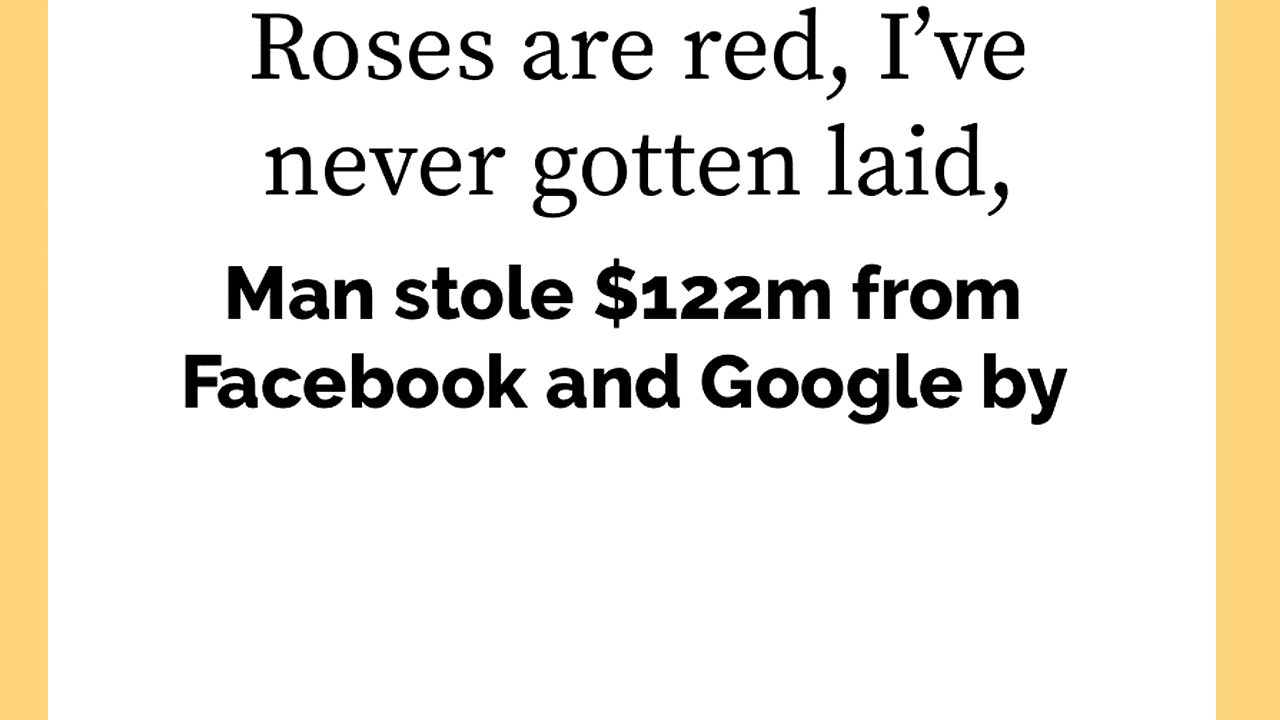 Roses are red, I’ve
never gotten laid,
Man stole $122m from
Facebook and Google by